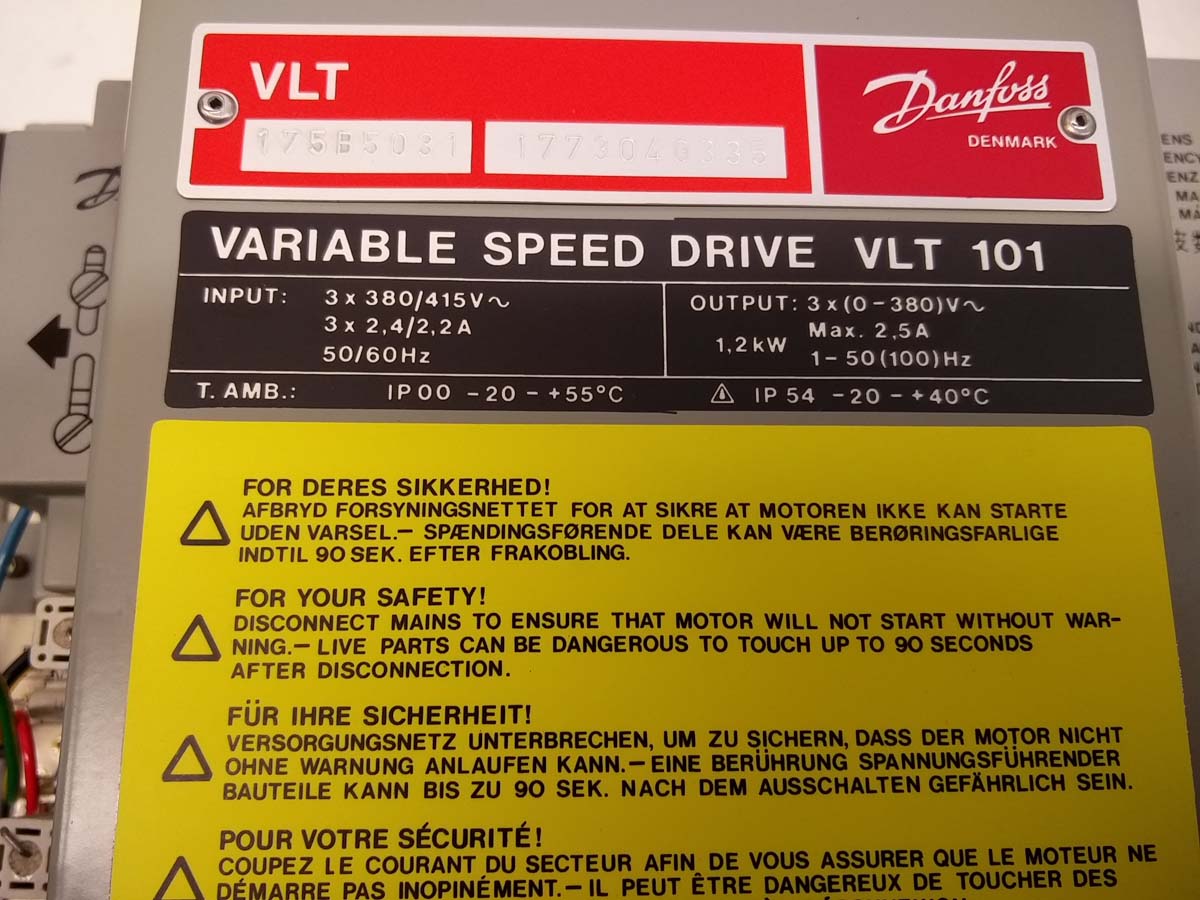 VLT
175B5031 1773040335
Danfoss
DENMARK
VARIABLE SPEED DRIVE VLT 101
INPUT: 3 x 380/415V~
3 x 2,4/2,2A
50/60Hz
OUTPUT: 3 x (0-380)V~
1,2kW Max. 2,5A
1-50(100)Hz
T. AMB.: IP00 -20-+55°C IP54 -20-+40°C
FOR DERES SIKKERHED!
AFBRYD FORSYNINGSNETTET FOR AT SIKRE AT MOTOREN IKKE KAN STARTE
UDEN VARSEL.— SPÆNDINGSFØRENDE DELE KAN VÆRE BERØRINGSFARLIGE
INDTIL 90 SEK. EFTER FRAKOBLING.
FOR YOUR SAFETY!
DISCONNECT MAINS TO ENSURE THAT MOTOR WILL NOT START WITHOUT WAR-
NING.— LIVE PARTS CAN BE DANGEROUS TO TOUCH UP TO 90 SECONDS
AFTER DISCONNECTION.
FÜR IHRE SICHERHEIT!
VERSORGUNGSNETZ UNTERBRECHEN, UM ZU SICHERN, DASS DER MOTOR NICHT
OHNE WARNUNG ANLAUFEN KANN.— EINE BERÜHRUNG SPANNUNGSFÜHRENDER
BAUTEILE KANN BIS ZU 90 SEK. NACH DEM AUSSCHALTEN GEFÄHRLICH SEIN.
POUR VOTRE SÉCURITÉ!
COUPEZ LE COURANT DU SECTEUR AFIN DE VOUS ASSURER QUE LE MOTEUR NE
DÉMARRE PAS INOPINÉMENT.— IL PEUT ÊTRE DANGEREUX DE TOUCHER DES